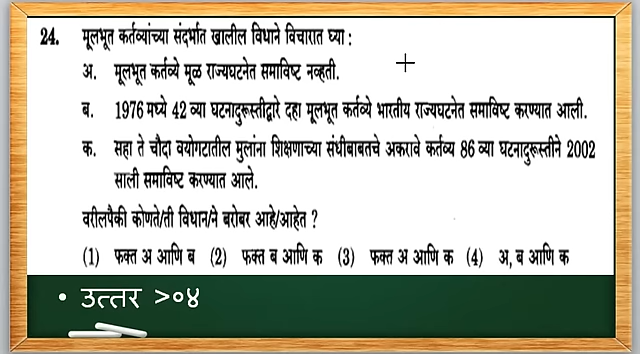 24. मूलभूत कर्तव्यांच्या संदर्भात खालील विधाने विचारात घ्या :
अ. मूलभूत कर्तव्ये मूळ राज्यघटनेत समाविष्ट नव्हती.
ब. 1976 मध्ये 42 व्या घटनादुरूस्तीद्वारे दहा मूलभूत कर्तव्ये भारतीय राज्यघटनेत समाविष्ट करण्यात आली.
क. सहा ते चौदा वयोगटातील मुलांना शिक्षणाच्या संधीबाबतचे अकरावे कर्तव्य 86 व्या घटनादुरूस्तीने 2002
साली समाविष्ट करण्यात आले.
वरीलपैकी कोणते/ती विधान/ने बरोबर आहे/आहेत ?
(1) फक्त अ आणि ब (2) फक्त ब आणि क (3) फक्त अ आणि क (4) अ, ब आणि क
• उत्तर >०४